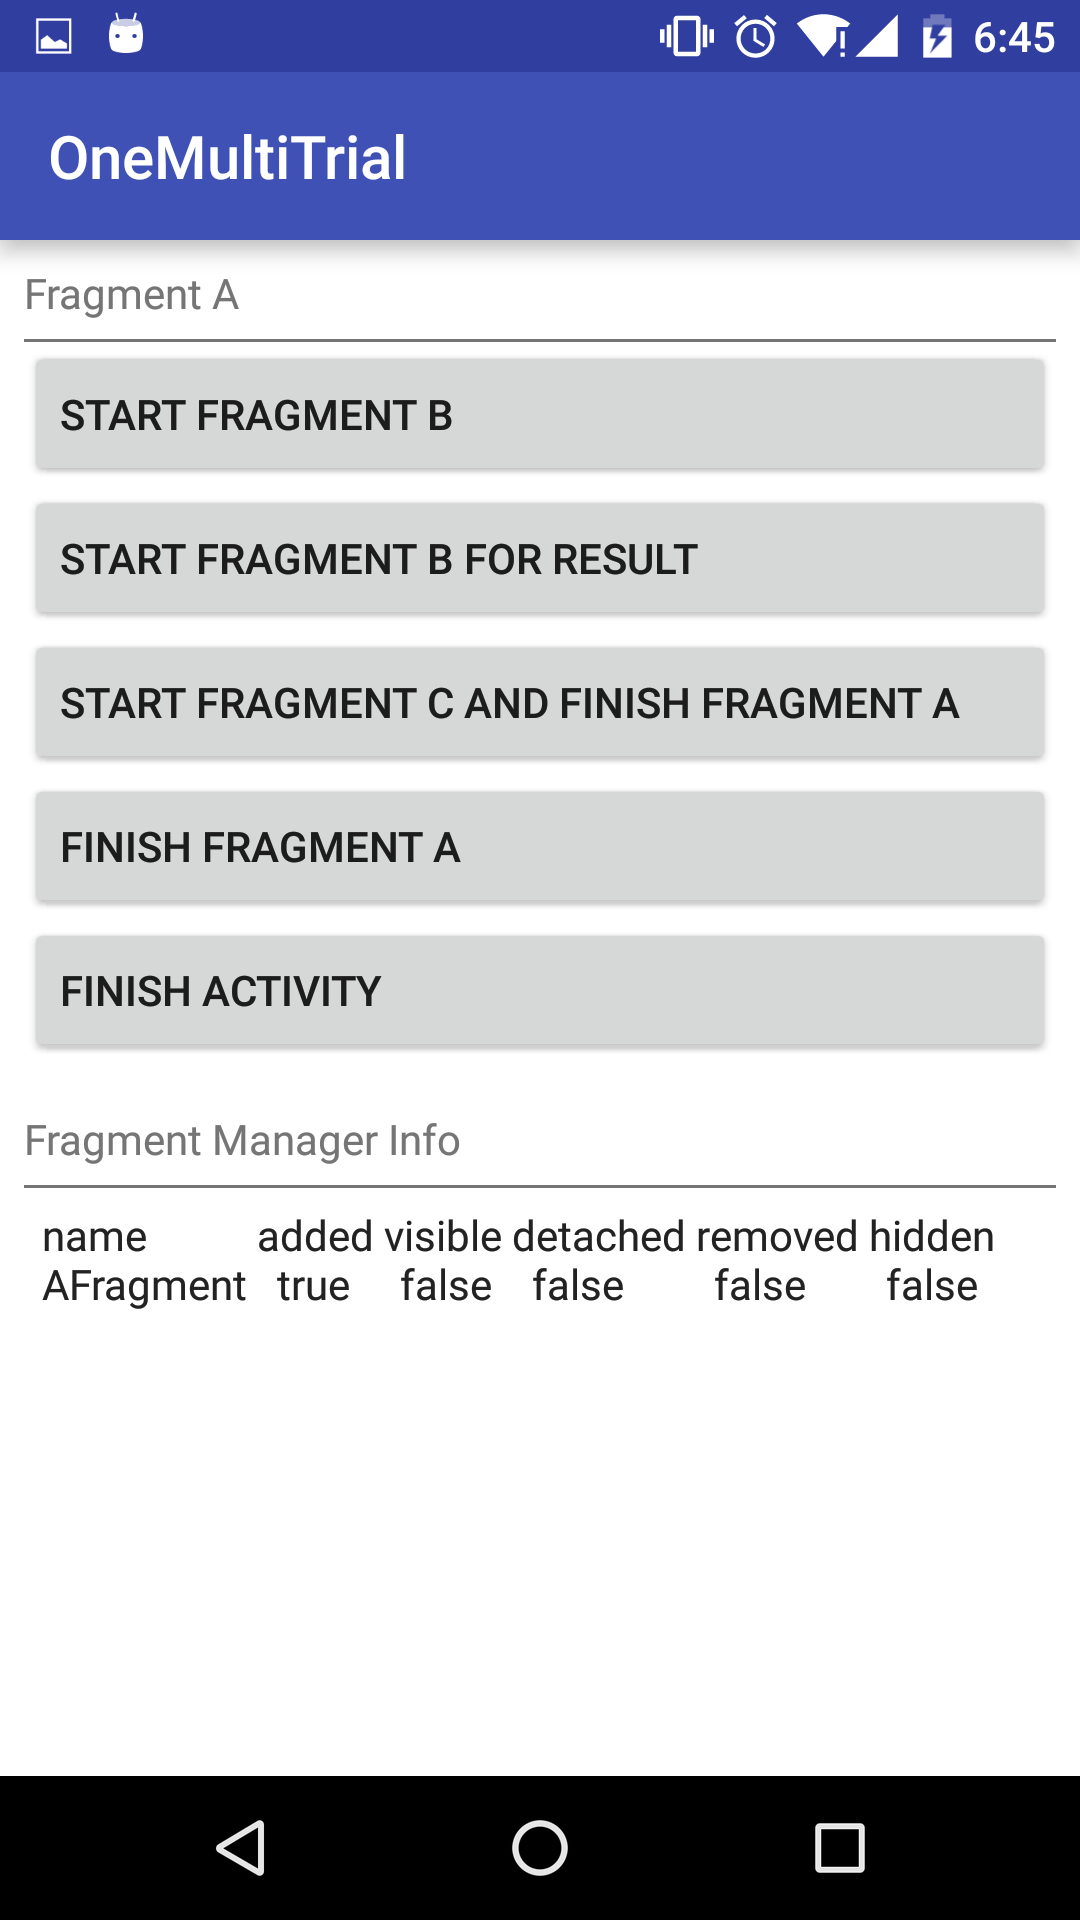 6:45
OneMultiTrial
Fragment A
START FRAGMENT B
START FRAGMENT B FOR RESULT
START FRAGMENT C AND FINISH FRAGMENT A
FINISH FRAGMENT A
FINISH ACTIVITY
Fragment Manager Info
name added visible detached removed hidden
AFragment true false false false false